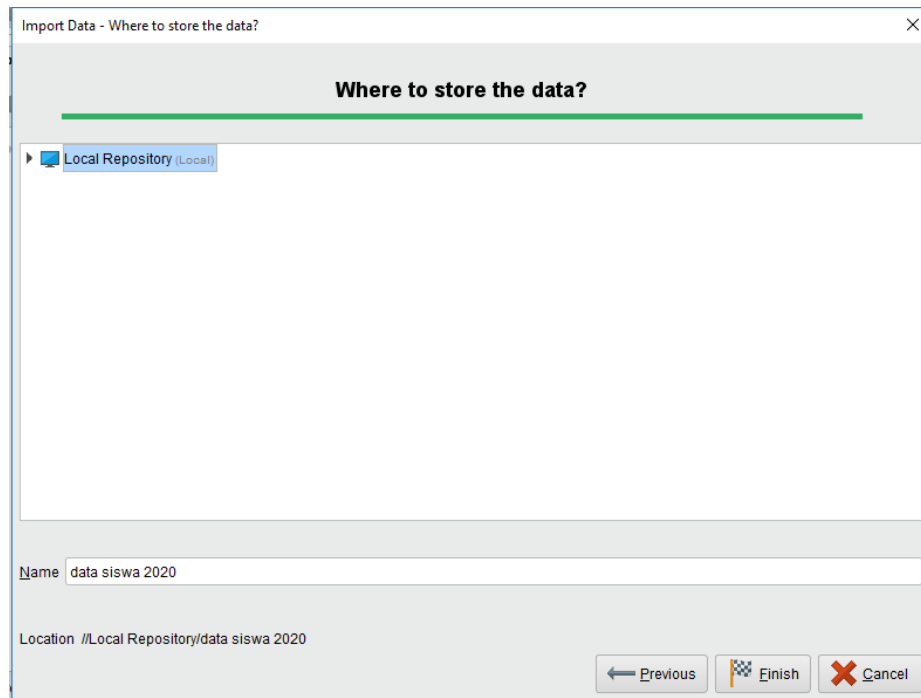 Import Data - Where to store the data?
Where to store the data?
Local Repository (Local)
Name data siswa 2020
Location //Local Repository/data siswa 2020
Previous Finish Cancel